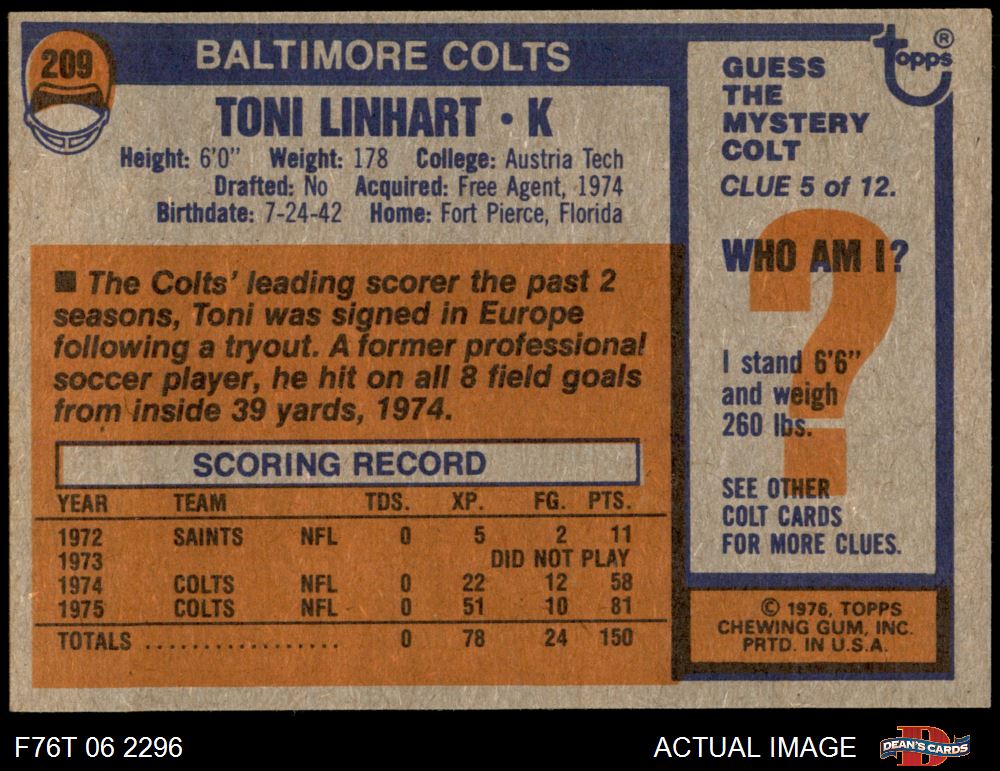 209
BALTIMORE COLTS
TONI LINHART • K
Height: 6'0" Weight: 178 College: Austria Tech
Drafted: No Acquired: Free Agent, 1974
Birthdate: 7-24-42 Home: Fort Pierce, Florida
■ The Colts' leading scorer the past 2
seasons, Toni was signed in Europe
following a tryout. A former professional
soccer player, he hit on all 8 field goals
from inside 39 yards, 1974.
SCORING RECORD
YEAR TEAM TDS. XP. FG. PTS.
1972 SAINTS NFL 0 5 2 11
1973 DID NOT PLAY
1974 COLTS NFL 0 22 12 58
1975 COLTS NFL 0 51 10 81
TOTALS .................. 0 78 24 150
topps®
GUESS
THE
MYSTERY
COLT
CLUE 5 of 12.
WHO AM I?
?
I stand 6'6"
and weigh
260 lbs.
SEE OTHER
COLT CARDS
FOR MORE CLUES.
© 1976, TOPPS
CHEWING GUM, INC.
PRTD. IN U.S.A.
F76T 06 2296
ACTUAL IMAGE
D
DEAN'S CARDS